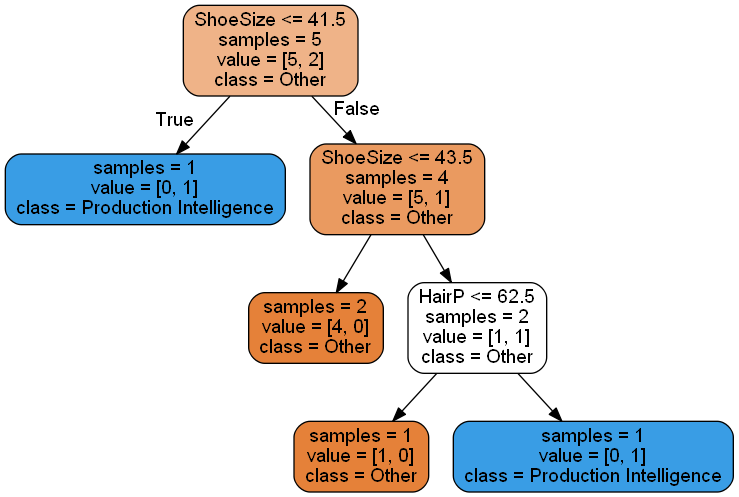 ShoeSize <= 41.5
samples = 5
value = [5, 2]
class = Other
True
False
samples = 1
value = [0, 1]
class = Production Intelligence
ShoeSize <= 43.5
samples = 4
value = [5, 1]
class = Other
samples = 2
value = [4, 0]
class = Other
HairP <= 62.5
samples = 2
value = [1, 1]
class = Other
samples = 1
value = [1, 0]
class = Other
samples = 1
value = [0, 1]
class = Production Intelligence